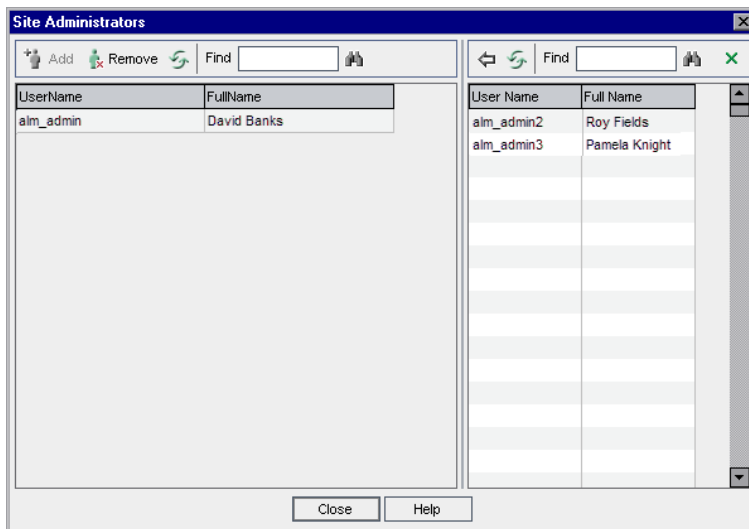 Site Administrators
Add Remove Find
Find
UserName FullName
alm_admin David Banks
User Name Full Name
alm_admin2 Roy Fields
alm_admin3 Pamela Knight
Close Help